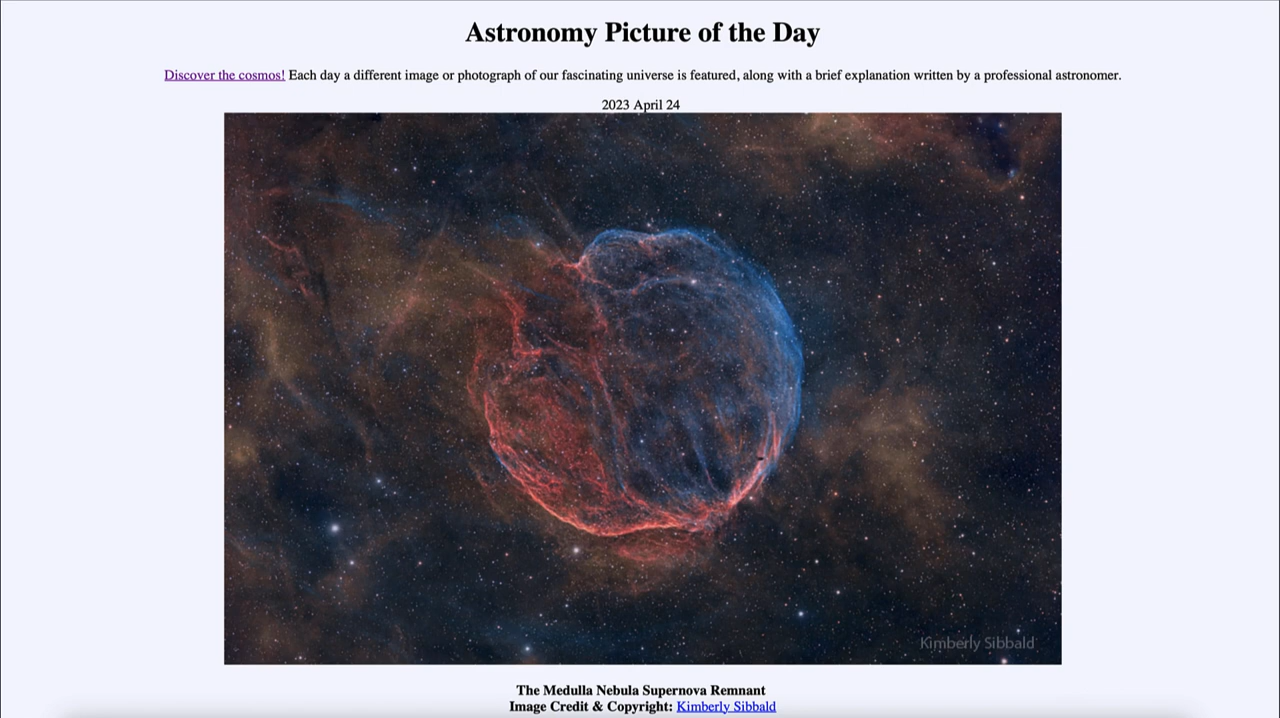 Astronomy Picture of the Day
Discover the cosmos! Each day a different image or photograph of our fascinating universe is featured, along with a brief explanation written by a professional astronomer.
2023 April 24
Kimberly Sibbald
The Medulla Nebula Supernova Remnant
Image Credit & Copyright: Kimberly Sibbald